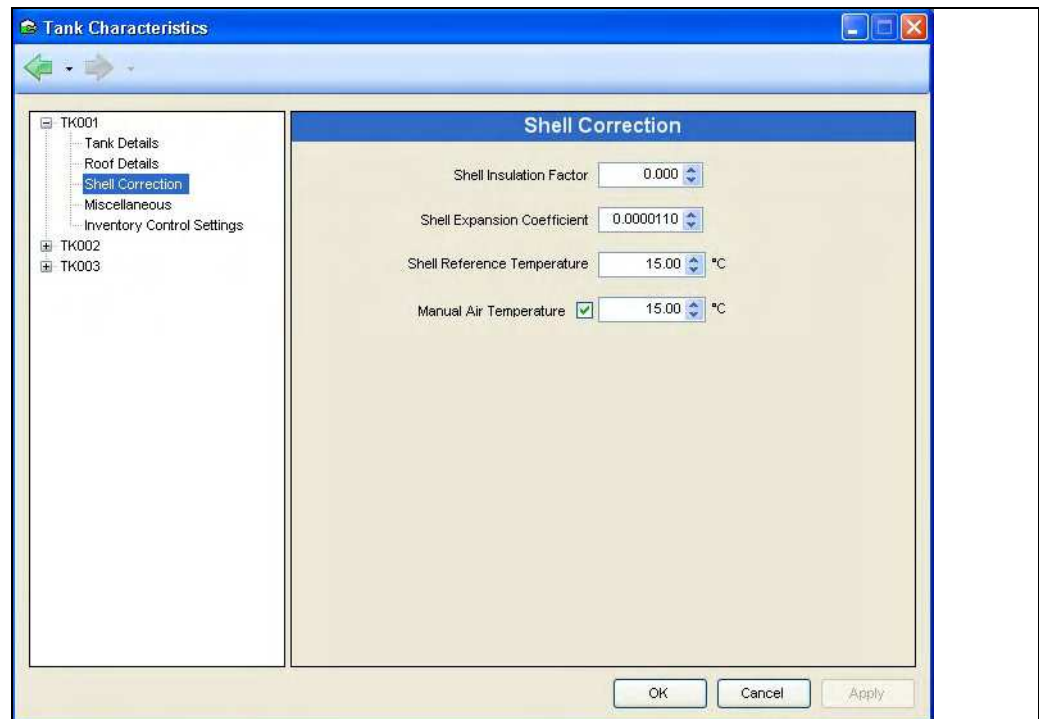 Tank Characteristics
TK001
Tank Details
Roof Details
Shell Correction
Miscellaneous
Inventory Control Settings
TK002
TK003
Shell Correction
Shell Insulation Factor 0.000
Shell Expansion Coefficient 0.0000110
Shell Reference Temperature 15.00 °C
Manual Air Temperature 15.00 °C
OK Cancel Apply